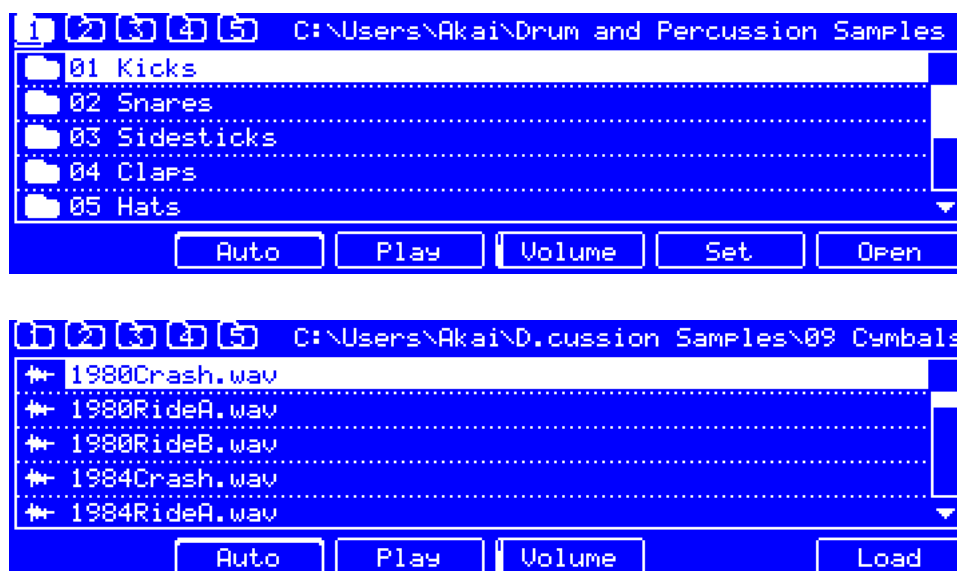 1 2 3 4 5 C:\Users\Akai\Drum and Percussion Samples
01 Kicks
02 Snares
03 Sidesticks
04 Claps
05 Hats
Auto Play Volume Set Open
1 2 3 4 5 C:\Users\Akai\D.cussion Samples\09 Cymbals
1980Crash.wav
1980RideA.wav
1980RideB.wav
1984Crash.wav
1984RideA.wav
Auto Play Volume Load